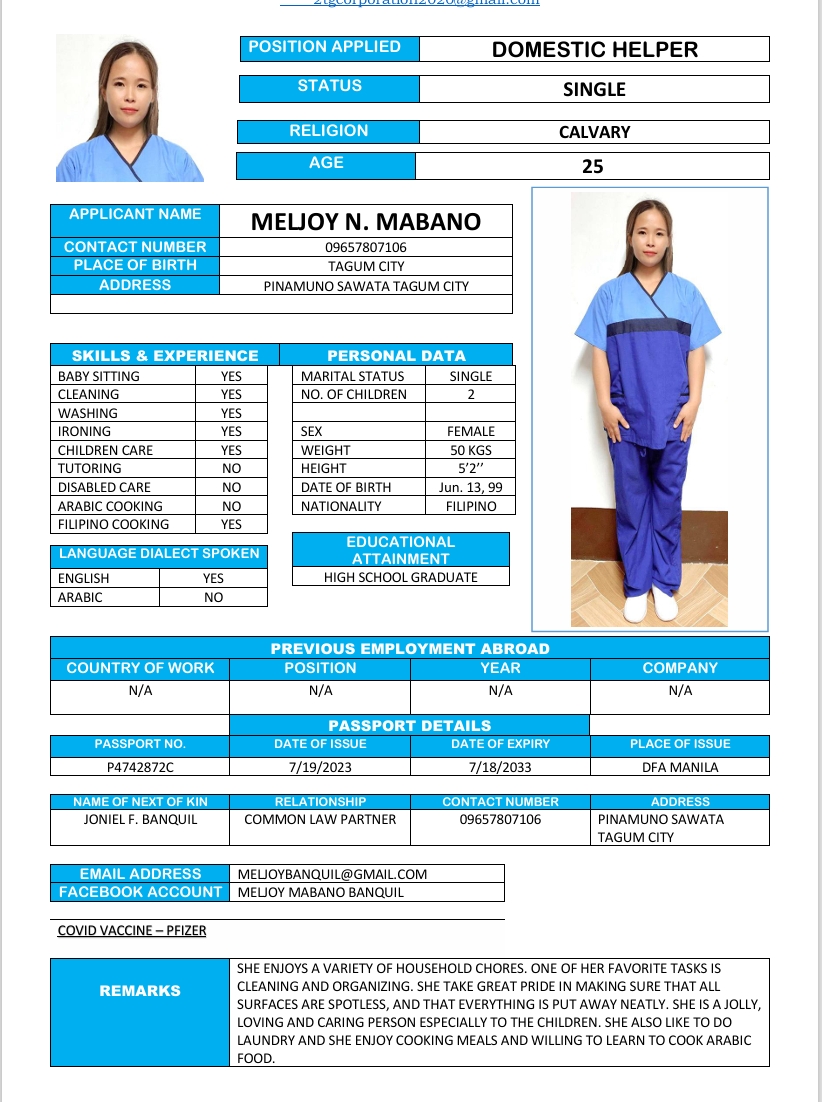 2tgcorporation2020@gmail.com
POSITION APPLIED DOMESTIC HELPER
STATUS SINGLE
RELIGION CALVARY
AGE 25
APPLICANT NAME MELJOY N. MABANO
CONTACT NUMBER 09657807106
PLACE OF BIRTH TAGUM CITY
ADDRESS PINAMUNO SAWATA TAGUM CITY
SKILLS & EXPERIENCE
BABY SITTING YES
CLEANING YES
WASHING YES
IRONING YES
CHILDREN CARE YES
TUTORING NO
DISABLED CARE NO
ARABIC COOKING NO
FILIPINO COOKING YES
LANGUAGE DIALECT SPOKEN
ENGLISH YES
ARABIC NO
PERSONAL DATA
MARITAL STATUS SINGLE
NO. OF CHILDREN 2
SEX FEMALE
WEIGHT 50 KGS
HEIGHT 5’2’’
DATE OF BIRTH Jun. 13, 99
NATIONALITY FILIPINO
EDUCATIONAL
ATTAINMENT
HIGH SCHOOL GRADUATE
PREVIOUS EMPLOYMENT ABROAD
COUNTRY OF WORK POSITION YEAR COMPANY
N/A N/A N/A N/A
PASSPORT DETAILS
PASSPORT NO. DATE OF ISSUE DATE OF EXPIRY PLACE OF ISSUE
P4742872C 7/19/2023 7/18/2033 DFA MANILA
NAME OF NEXT OF KIN RELATIONSHIP CONTACT NUMBER ADDRESS
JONIEL F. BANQUIL COMMON LAW PARTNER 09657807106 PINAMUNO SAWATA
TAGUM CITY
EMAIL ADDRESS MELJOYBANQUIL@GMAIL.COM
FACEBOOK ACCOUNT MELJOY MABANO BANQUIL
COVID VACCINE – PFIZER
REMARKS
SHE ENJOYS A VARIETY OF HOUSEHOLD CHORES. ONE OF HER FAVORITE TASKS IS
CLEANING AND ORGANIZING. SHE TAKE GREAT PRIDE IN MAKING SURE THAT ALL
SURFACES ARE SPOTLESS, AND THAT EVERYTHING IS PUT AWAY NEATLY. SHE IS A JOLLY,
LOVING AND CARING PERSON ESPECIALLY TO THE CHILDREN. SHE ALSO LIKE TO DO
LAUNDRY AND SHE ENJOY COOKING MEALS AND WILLING TO LEARN TO COOK ARABIC
FOOD.